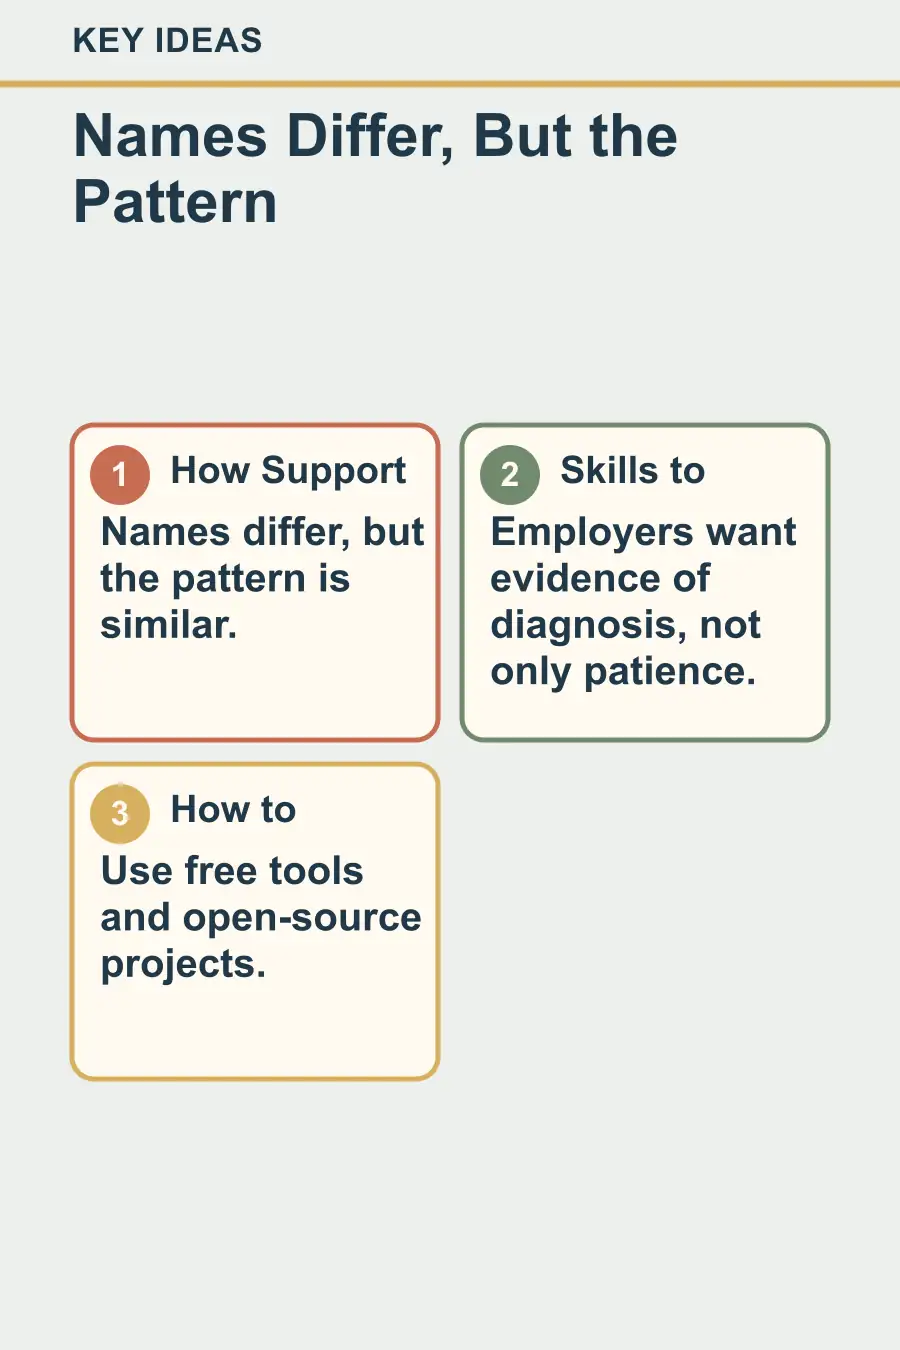 KEY IDEAS
Names Differ, But the
Pattern
1
How Support
Names differ, but
the pattern is
similar.
2
Skills to
Employers want
evidence of
diagnosis, not
only patience.
3
How to
Use free tools
and open-source
projects.